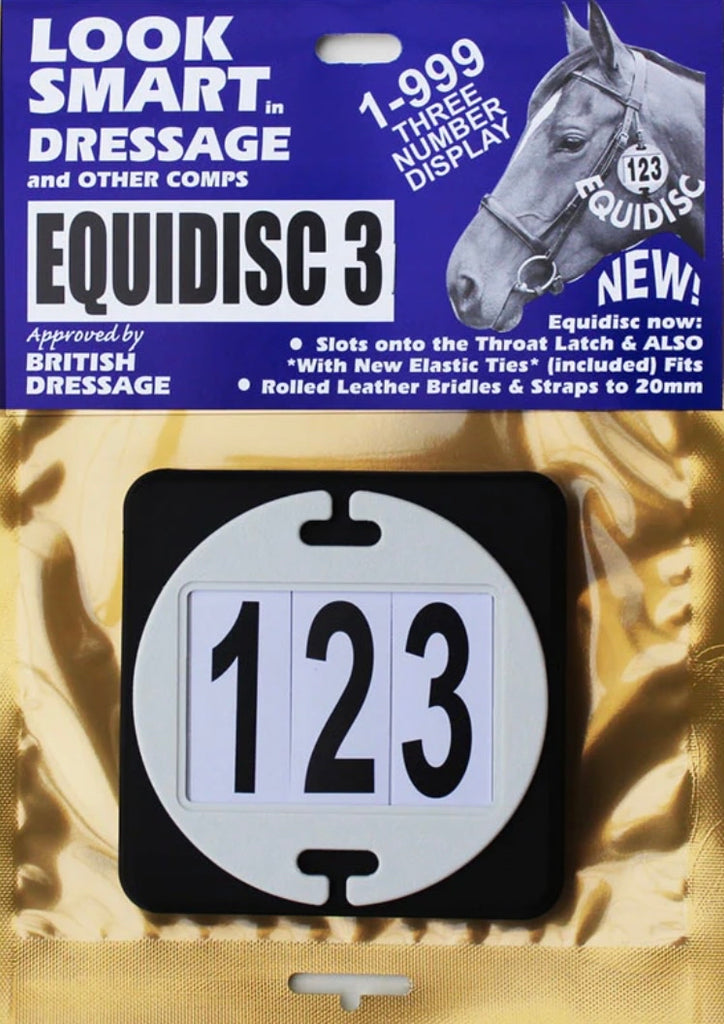 LOOK
SMART in
DRESSAGE
and OTHER COMPS
1-999
THREE
NUMBER
DISPLAY
123
EQUIDISC
EQUIDISC 3
NEW!
Approved by
BRITISH
DRESSAGE
Equidisc now:
• Slots onto the Throat Latch & ALSO
*With New Elastic Ties* (included) Fits
• Rolled Leather Bridles & Straps to 20mm
123